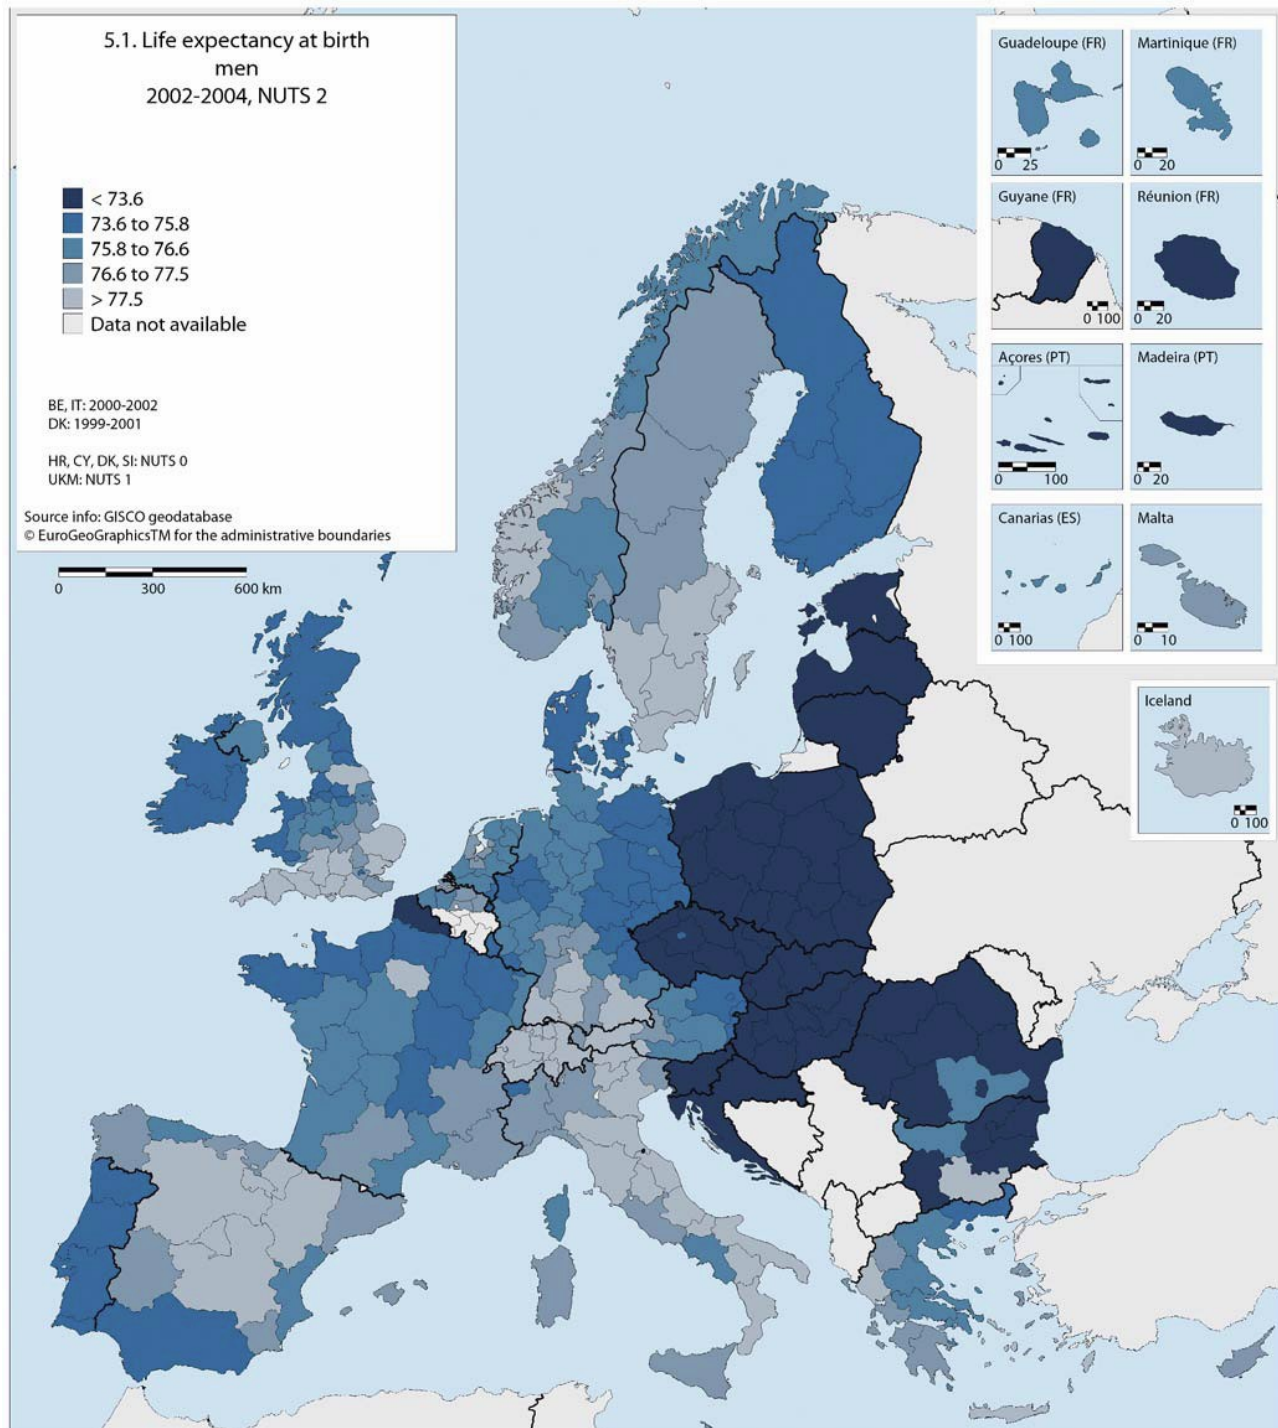 5.1. Life expectancy at birth
men
2002-2004, NUTS 2
< 73.6
73.6 to 75.8
75.8 to 76.6
76.6 to 77.5
> 77.5
Data not available
BE, IT: 2000-2002
DK: 1999-2001
HR, CY, DK, SI: NUTS 0
UKM: NUTS 1
Source info: GISCO geodatabase
© EuroGeoGraphicsTM for the administrative boundaries
0 300 600 km
Guadeloupe (FR)
0 25
Martinique (FR)
0 20
Guyane (FR)
0 100
Réunion (FR)
0 20
Açores (PT)
0 100
Madeira (PT)
0 20
Canarias (ES)
0 100
Malta
0 10
Iceland
0 100